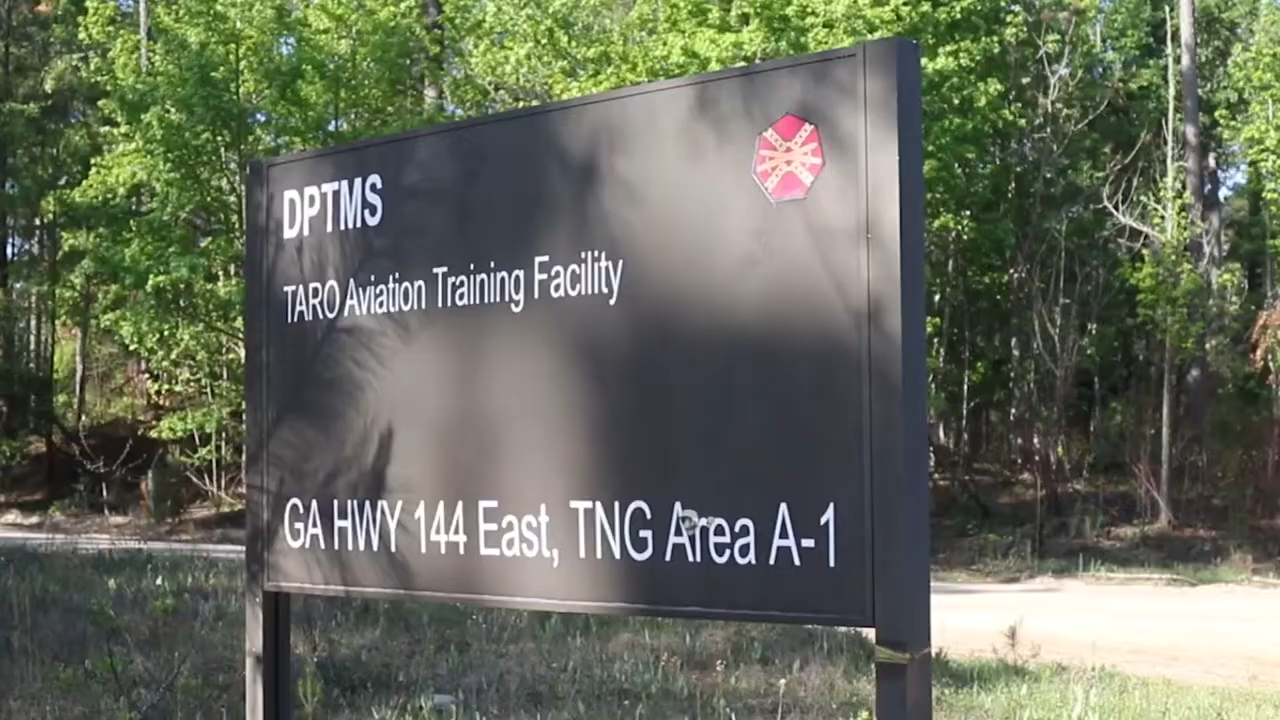 DPTMS
TARO Aviation Training Facility
GA HWY 144 East, TNG Area A-1